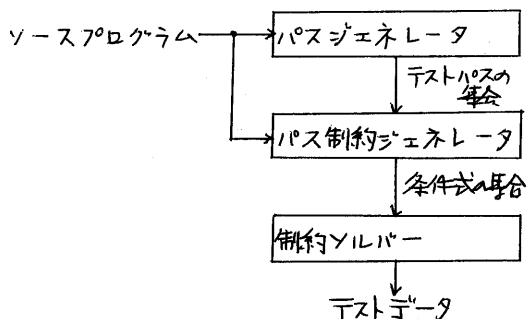 ソースプログラム
パスジェネレータ
テストパスの
集合
パス制約ジェネレータ
条件式の集合
制約ソルバー
テストデータ